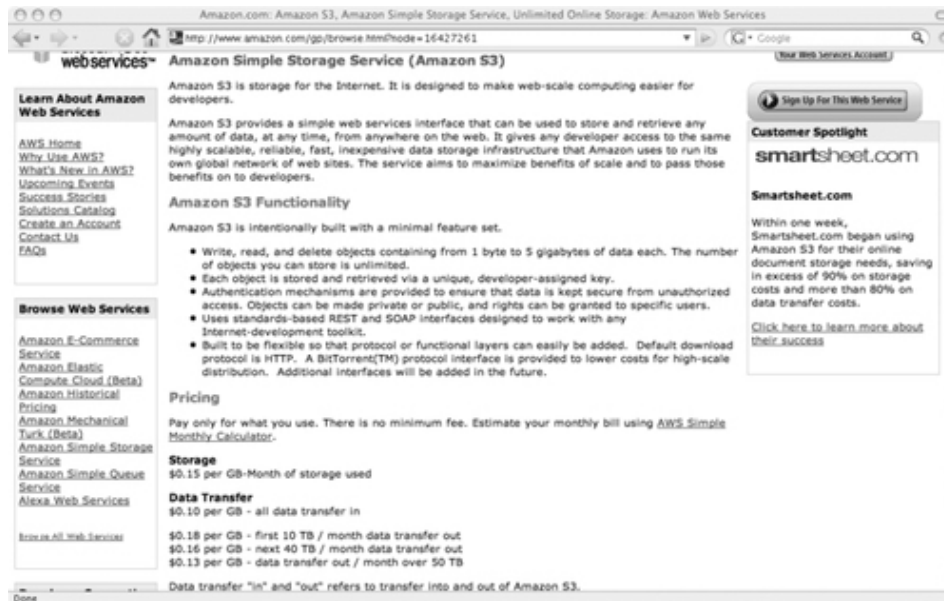 Amazon.com: Amazon S3, Amazon Simple Storage Service, Unlimited Online Storage: Amazon Web Services
http://www.amazon.com/gp/browse.html?node=16427261
Google
webservices™
Learn About Amazon
Web Services
AWS Home
Why Use AWS?
What's New in AWS?
Upcoming Events
Success Stories
Solutions Catalog
Create an Account
Contact Us
FAQs
Browse Web Services
Amazon E-Commerce
Service
Amazon Elastic
Compute Cloud (Beta)
Amazon Historical
Pricing
Amazon Mechanical
Turk (Beta)
Amazon Simple Storage
Service
Amazon Simple Queue
Service
Alexa Web Services
Browse All Web Services
Amazon Simple Storage Service (Amazon S3)
Amazon S3 is storage for the Internet. It is designed to make web-scale computing easier for
developers.
Amazon S3 provides a simple web services interface that can be used to store and retrieve any
amount of data, at any time, from anywhere on the web. It gives any developer access to the same
highly scalable, reliable, fast, inexpensive data storage infrastructure that Amazon uses to run its
own global network of web sites. The service aims to maximize benefits of scale and to pass those
benefits on to developers.
Amazon S3 Functionality
Amazon S3 is intentionally built with a minimal feature set.
• Write, read, and delete objects containing from 1 byte to 5 gigabytes of data each. The number
of objects you can store is unlimited.
• Each object is stored and retrieved via a unique, developer-assigned key.
• Authentication mechanisms are provided to ensure that data is kept secure from unauthorized
access. Objects can be made private or public, and rights can be granted to specific users.
• Uses standards-based REST and SOAP interfaces designed to work with any
Internet-development toolkit.
• Built to be flexible so that protocol or functional layers can easily be added. Default download
protocol is HTTP. A BitTorrent(TM) protocol interface is provided to lower costs for high-scale
distribution. Additional interfaces will be added in the future.
Pricing
Pay only for what you use. There is no minimum fee. Estimate your monthly bill using AWS Simple
Monthly Calculator.
Storage
$0.15 per GB-Month of storage used
Data Transfer
$0.10 per GB - all data transfer in
$0.18 per GB - first 10 TB / month data transfer out
$0.16 per GB - next 40 TB / month data transfer out
$0.13 per GB - data transfer out / month over 50 TB
Data transfer "in" and "out" refers to transfer into and out of Amazon S3.
Your Web Services Account
Sign Up For This Web Service
Customer Spotlight
smartsheet.com
Smartsheet.com
Within one week,
Smartsheet.com began using
Amazon S3 for their online
document storage needs, saving
in excess of 90% on storage
costs and more than 80% on
data transfer costs.
Click here to learn more about
their success
Done